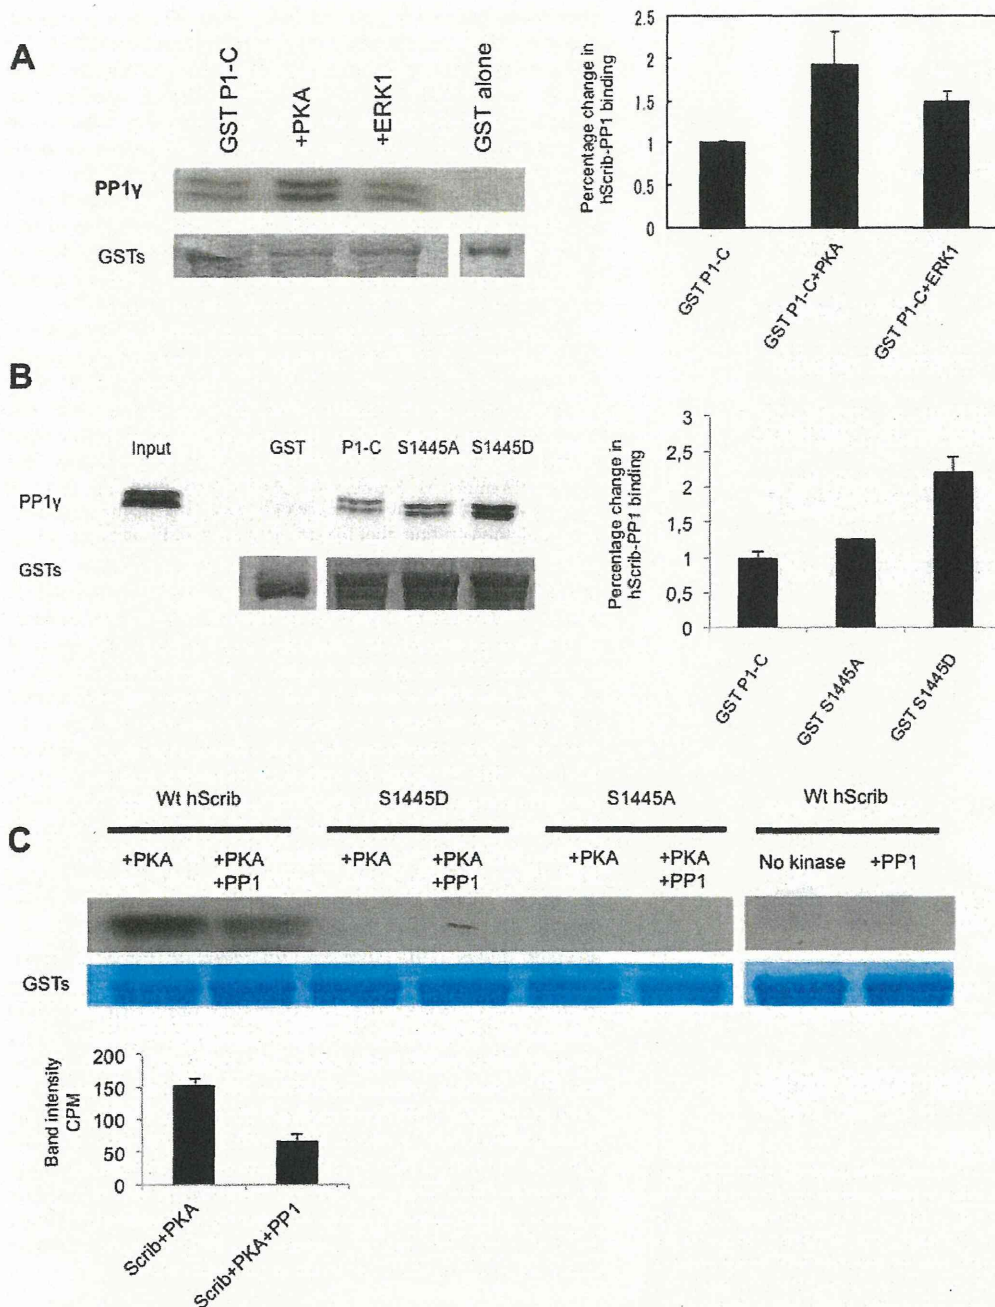 A
GST P1-C
+PKA
+ERK1
GST alone
PP1γ
GSTs
Percentage change in
hScrib-PP1 binding
2.5
2
1.5
1
0.5
0
GST P1-C
GST P1-C+PKA
GST P1-C+ERK1
B
Input
GST
P1-C
S1445A
S1445D
PP1γ
GSTs
Percentage change in
hScrib-PP1 binding
3
2,5
2
1,5
1
0,5
0
GST P1-C
GST S1445A
GST S1445D
C
Wt hScrib
S1445D
S1445A
Wt hScrib
+PKA
+PKA
+PP1
+PKA
+PKA
+PP1
+PKA
+PKA
+PP1
No kinase
+PP1
GSTs
Band intensity
CPM
200
150
100
50
0
Scrib+PKA
Scrib+PKA+PP1